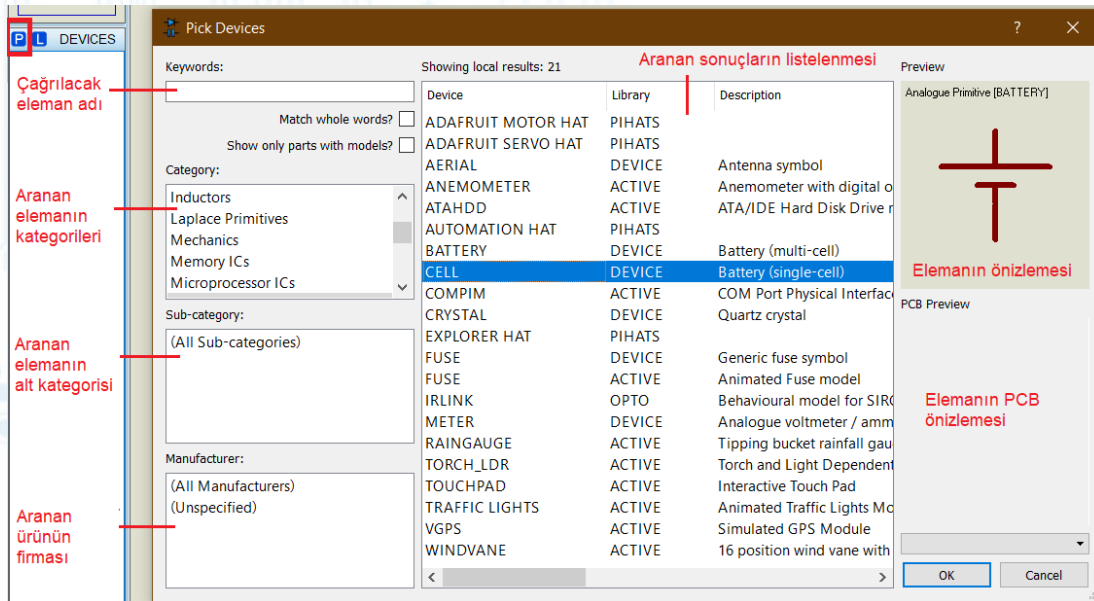 P L DEVICES
Çağrılacak
eleman adı
Aranan
elemanın
kategorileri
Aranan
elemanın
alt kategorisi
Aranan
ürünün
firması
Pick Devices
?
Keywords:
Match whole words?
Show only parts with models?
Category:
Inductors
Laplace Primitives
Mechanics
Memory ICs
Microprocessor ICs
Sub-category:
(All Sub-categories)
Manufacturer:
(All Manufacturers)
(Unspecified)
Showing local results: 21
Aranan sonuçların listelenmesi
Device Library Description
ADAFRUIT MOTOR HAT PIHATS
ADAFRUIT SERVO HAT PIHATS
AERIAL DEVICE Antenna symbol
ANEMOMETER ACTIVE Anemometer with digital o
ATAHDD ACTIVE ATA/IDE Hard Disk Drive r
AUTOMATION HAT PIHATS
BATTERY DEVICE Battery (multi-cell)
CELL DEVICE Battery (single-cell)
COMPIM ACTIVE COM Port Physical Interfac
CRYSTAL DEVICE Quartz crystal
EXPLORER HAT PIHATS
FUSE DEVICE Generic fuse symbol
FUSE ACTIVE Animated Fuse model
IRLINK OPTO Behavioural model for SIR
METER DEVICE Analogue voltmeter / amm
RAINGAUGE ACTIVE Tipping bucket rainfall gau
TORCH_LDR ACTIVE Torch and Light Dependent
TOUCHPAD ACTIVE Interactive Touch Pad
TRAFFIC LIGHTS ACTIVE Animated Traffic Lights Mo
VGPS ACTIVE Simulated GPS Module
WINDVANE ACTIVE 16 position wind vane with
Preview
Analogue Primitive [BATTERY]
Elemanın önizlemesi
PCB Preview
Elemanın PCB
önizlemesi
OK Cancel